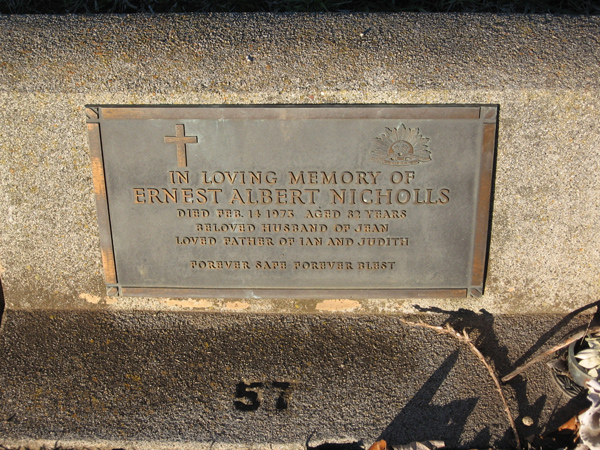 IN LOVING MEMORY OF
ERNEST ALBERT NICHOLLS
DIED FEB. 14 1973 AGED 82 YEARS
BELOVED HUSBAND OF JEAN
LOVED FATHER OF IAN AND JUDITH
FOREVER SAFE FOREVER BLEST
57